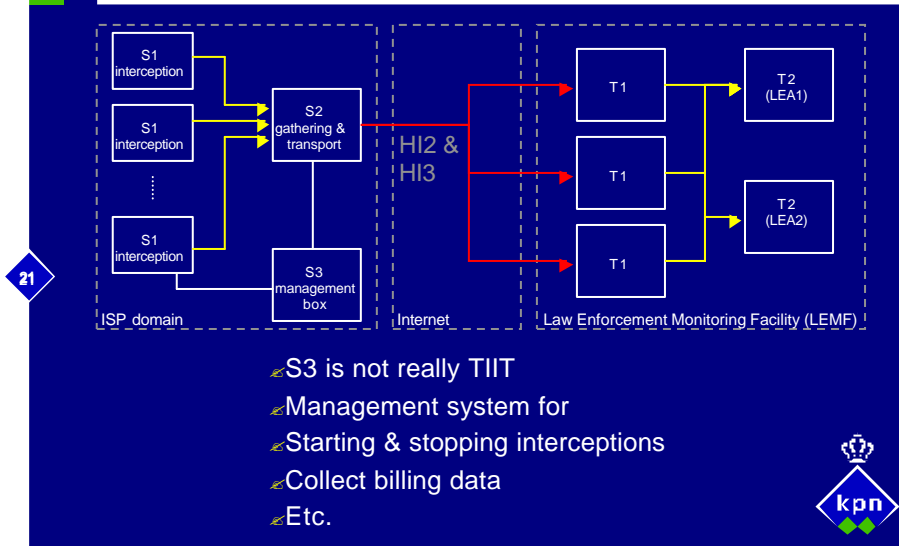 S1
interception
S1
interception
S1
interception
S2
gathering &
transport
S3
management
box
ISP domain
HI2 &
HI3
Internet
T1
T1
T1
T2
(LEA1)
T2
(LEA2)
Law Enforcement Monitoring Facility (LEMF)
21
S3 is not really TIIT
Management system for
Starting & stopping interceptions
Collect billing data
Etc.
kpn